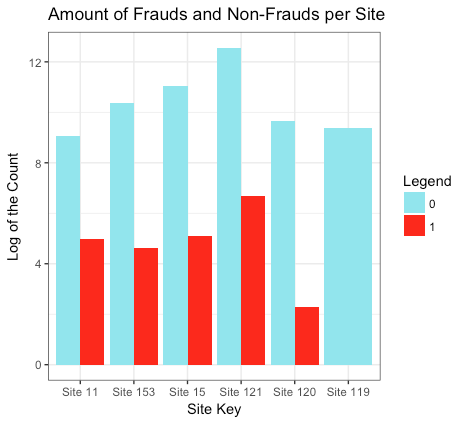 Amount of Frauds and Non-Frauds per Site
12
8
4
0
Log of the Count
Site 11 Site 153 Site 15 Site 121 Site 120 Site 119
Site Key
Legend
0
1